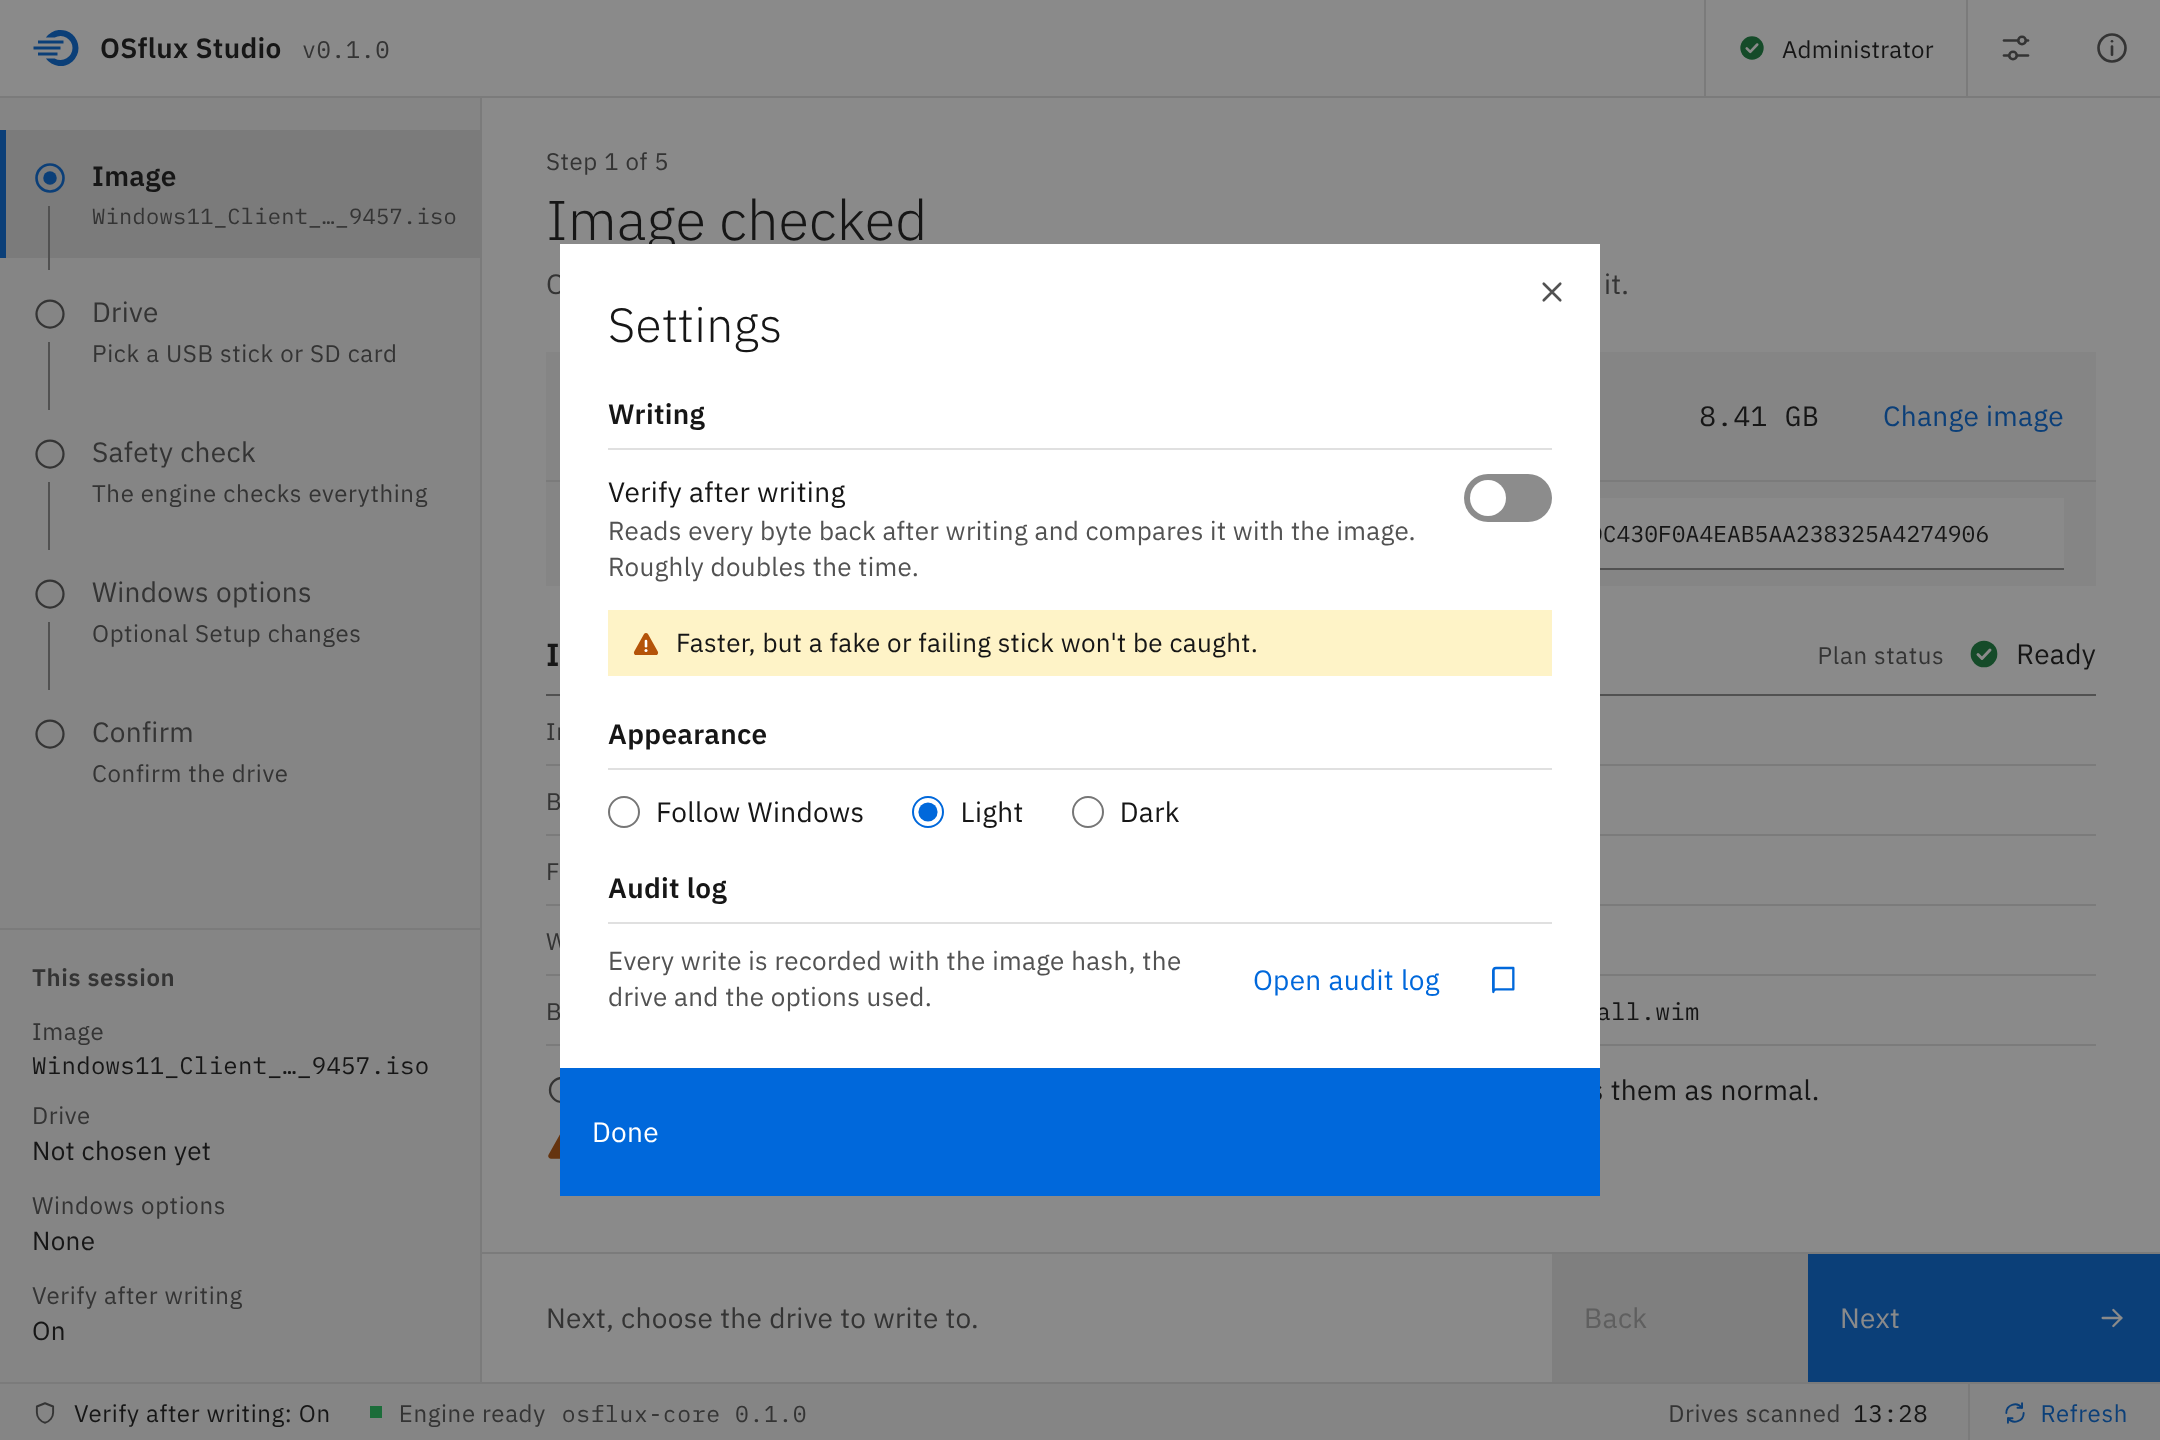 OSflux Studio v0.1.0
Administrator
Image
Windows11_Client_…_9457.iso
Drive
Pick a USB stick or SD card
Safety check
The engine checks everything
Windows options
Optional Setup changes
Confirm
Confirm the drive
This session
Image
Windows11_Client_…_9457.iso
Drive
Not chosen yet
Windows options
None
Verify after writing
On
Step 1 of 5
Image checked
it.
8.41 GB
Change image
C430F0A4EAB5AA238325A4274906
Plan status
Ready
all.wim
them as normal.
Settings
Writing
Verify after writing
Reads every byte back after writing and compares it with the image.
Roughly doubles the time.
Faster, but a fake or failing stick won't be caught.
Appearance
Follow Windows
Light
Dark
Audit log
Every write is recorded with the image hash, the
drive and the options used.
Open audit log
Done
Next, choose the drive to write to.
Back
Next
Verify after writing: On
Engine ready osflux-core 0.1.0
Drives scanned 13:28
Refresh